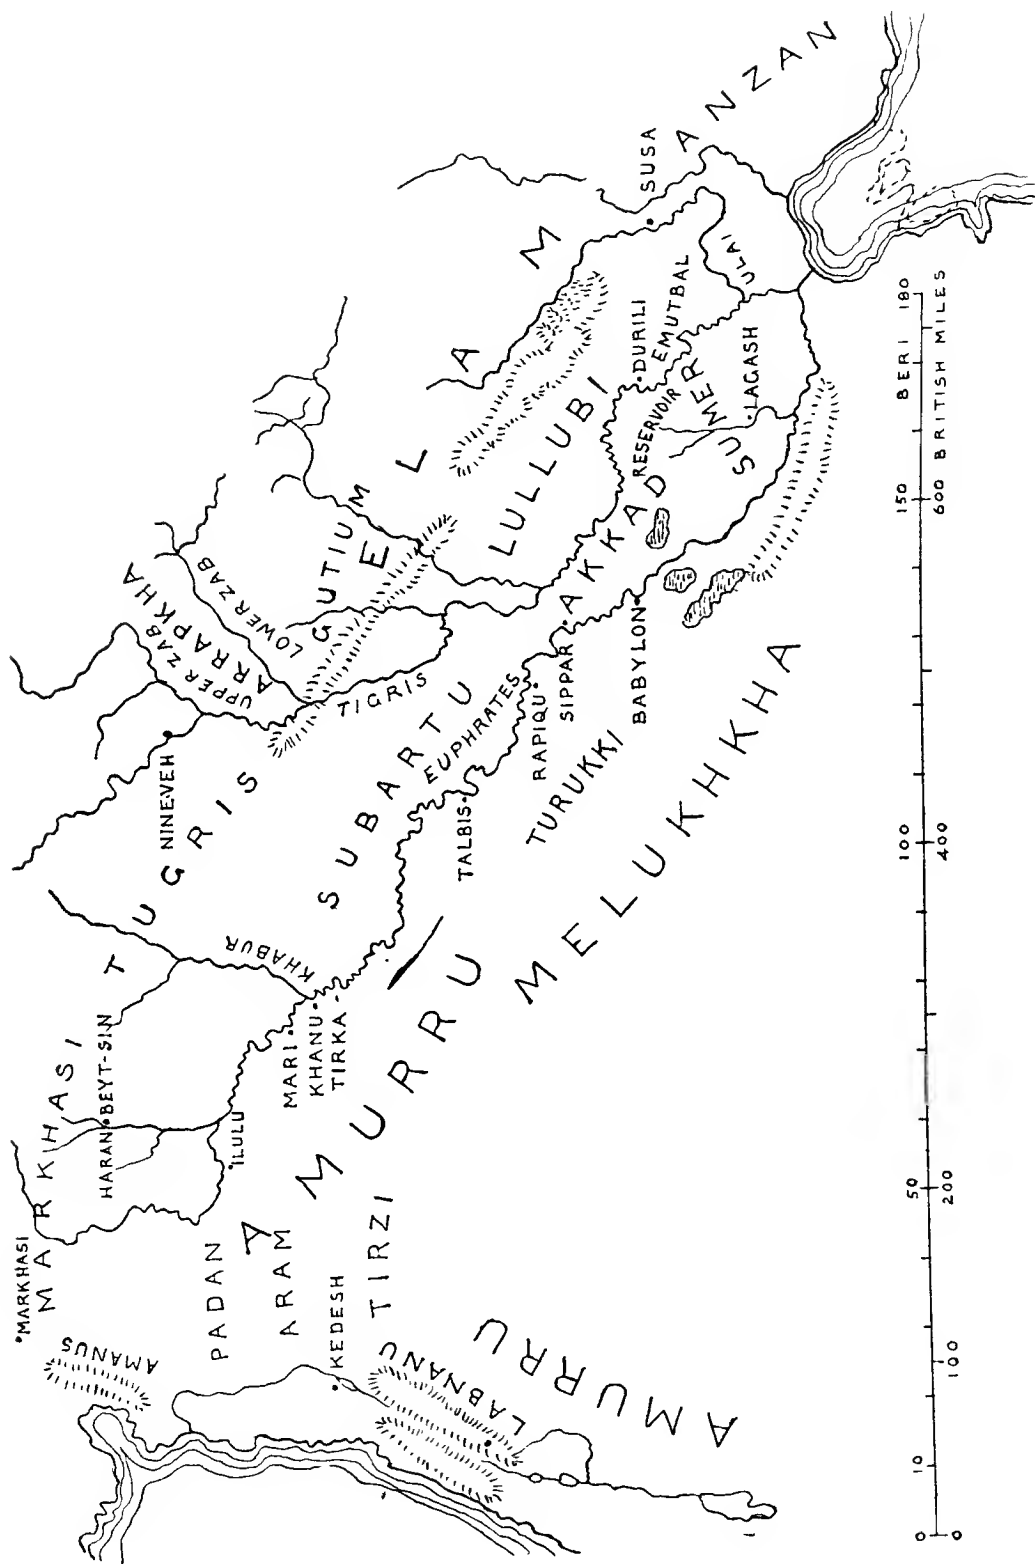 MARKHASI
MARKHASI
AMANUS
HARAN
BEYT-SIN
ILULU
PADAN
ARAM
KEDESH
TIRZI
LABNANU
AMURRU
AMURRU
MARI
KHANU
TIRKA
KHABUR
TUGRIS
NINEVEH
UPPER ZAB
ARRAPKHA
LOWER ZAB
GUTIUM
ELAM
LULLUBI
TIGRIS
SUBARTU
EUPHRATES
TALBIS
RAPIQU
SIPPAR
TURUKKI
BABYLON
MELUKHKHA
AKKAD
RESERVOIR
DURILI
EMUTBAL
SUMER
LAGASH
ULAI
SUSA
ANZAN
0 10 50 100 150 180 BERI
0 100 200 400 600 BRITISH MILES